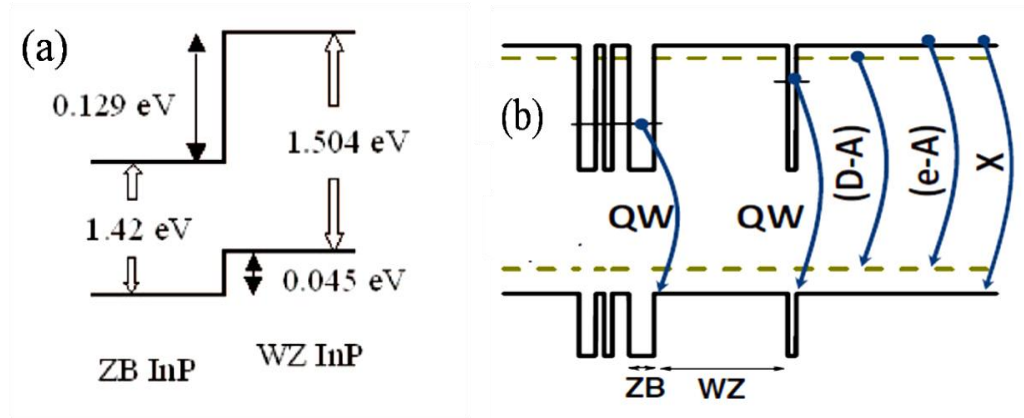 (a)
0.129 eV
1.504 eV
1.42 eV
0.045 eV
ZB InP
WZ InP
(b)
QW
QW
(D-A)
(e-A)
X
ZB
WZ